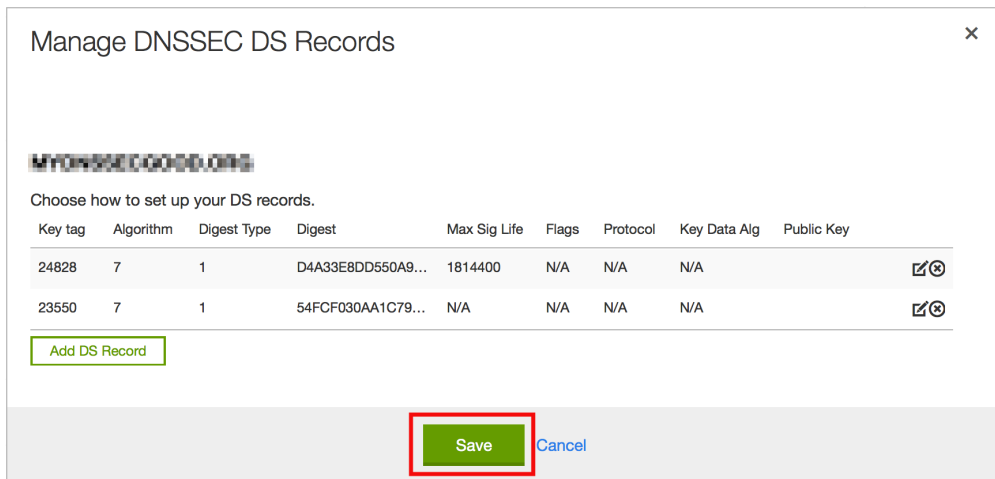 Manage DNSSEC DS Records
Choose how to set up your DS records.
Key tag Algorithm Digest Type Digest Max Sig Life Flags Protocol Key Data Alg Public Key
24828 7 1 D4A33E8DD550A9... 1814400 N/A N/A N/A
23550 7 1 54FCF030AA1C79... N/A N/A N/A N/A
Add DS Record
Save Cancel